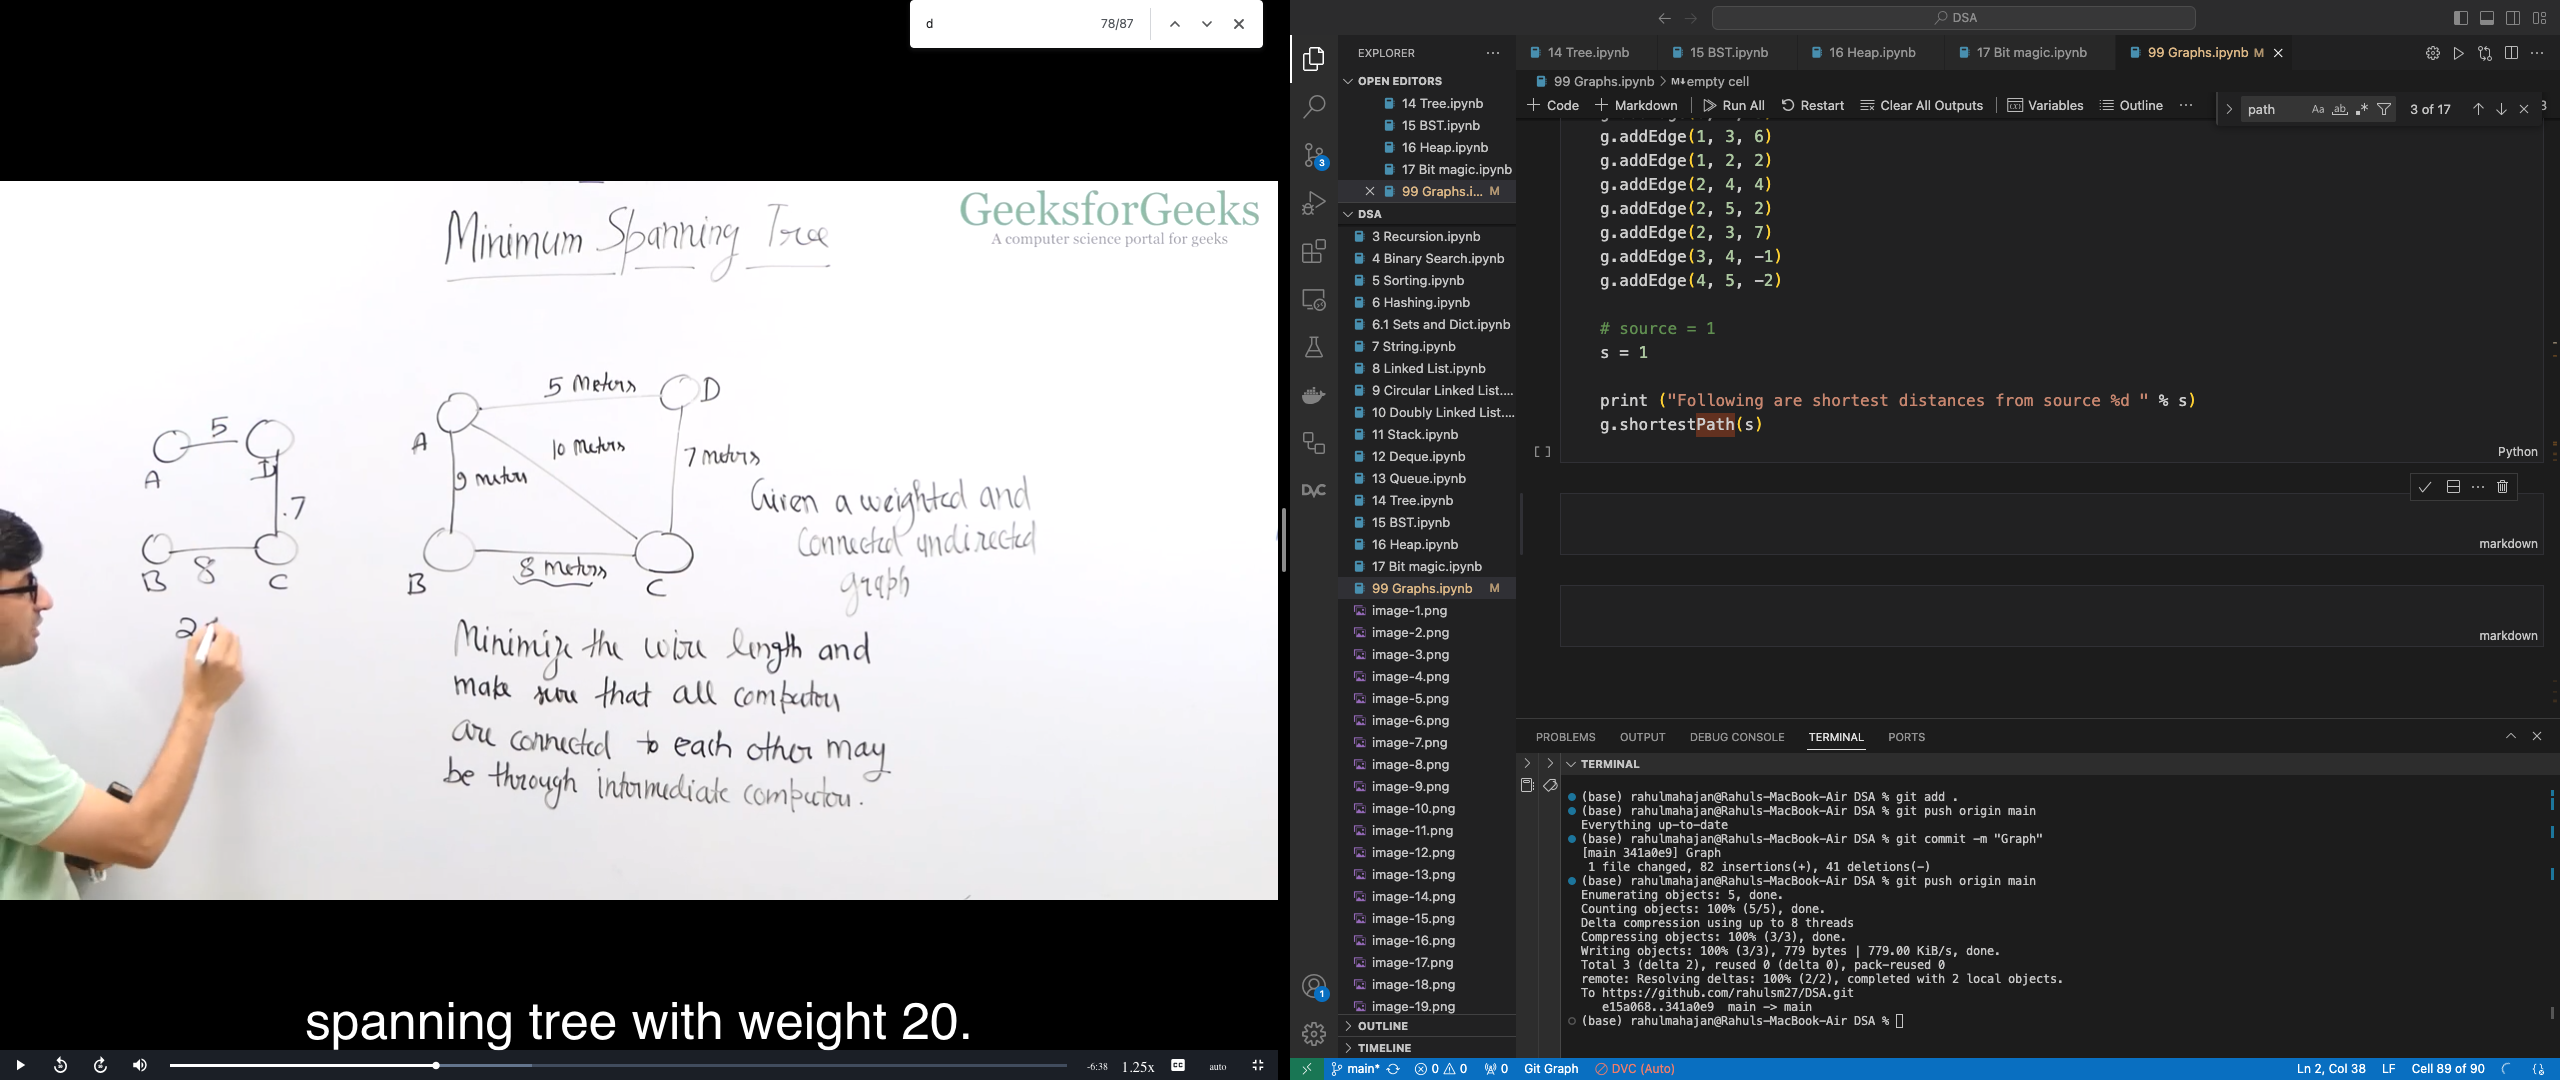 d
78/87
GeeksforGeeks
A computer science portal for geeks
Minimum Spanning Tree
5
A
D
7
B
8
C
5 Meters
D
A
10 Meters
7 meters
9 meters
B
8 meters
C
Given a weighted and
Connected undirected
graph
Minimize the wire length and
make sure that all computers
are connected to each other may
be through intermediate computers.
spanning tree with weight 20.
-6:38
1.25x
CC
auto
DSA
EXPLORER
OPEN EDITORS
14 Tree.ipynb
15 BST.ipynb
16 Heap.ipynb
17 Bit magic.ipynb
99 Graphs.i... M
DSA
3 Recursion.ipynb
4 Binary Search.ipynb
5 Sorting.ipynb
6 Hashing.ipynb
6.1 Sets and Dict.ipynb
7 String.ipynb
8 Linked List.ipynb
9 Circular Linked List....
10 Doubly Linked List....
11 Stack.ipynb
12 Deque.ipynb
13 Queue.ipynb
14 Tree.ipynb
15 BST.ipynb
16 Heap.ipynb
17 Bit magic.ipynb
99 Graphs.ipynb M
image-1.png
image-2.png
image-3.png
image-4.png
image-5.png
image-6.png
image-7.png
image-8.png
image-9.png
image-10.png
image-11.png
image-12.png
image-13.png
image-14.png
image-15.png
image-16.png
image-17.png
image-18.png
image-19.png
OUTLINE
TIMELINE
3
DVC
1
14 Tree.ipynb 15 BST.ipynb 16 Heap.ipynb 17 Bit magic.ipynb 99 Graphs.ipynb M
99 Graphs.ipynb > M↓empty cell
+ Code + Markdown Run All Restart Clear All Outputs Variables Outline ...
path Aa ab 3 of 17
g.addEdge(1, 3, 6)
g.addEdge(1, 2, 2)
g.addEdge(2, 4, 4)
g.addEdge(2, 5, 2)
g.addEdge(2, 3, 7)
g.addEdge(3, 4, -1)
g.addEdge(4, 5, -2)
# source = 1
s = 1
print ("Following are shortest distances from source %d " % s)
g.shortestPath(s)
[ ]
Python
markdown
markdown
PROBLEMS OUTPUT DEBUG CONSOLE TERMINAL PORTS
TERMINAL
(base) rahulmahajan@Rahuls-MacBook-Air DSA % git add .
(base) rahulmahajan@Rahuls-MacBook-Air DSA % git push origin main
Everything up-to-date
(base) rahulmahajan@Rahuls-MacBook-Air DSA % git commit -m "Graph"
[main 341a0e9] Graph
1 file changed, 82 insertions(+), 41 deletions(-)
(base) rahulmahajan@Rahuls-MacBook-Air DSA % git push origin main
Enumerating objects: 5, done.
Counting objects: 100% (5/5), done.
Delta compression using up to 8 threads
Compressing objects: 100% (3/3), done.
Writing objects: 100% (3/3), 779 bytes | 779.00 KiB/s, done.
Total 3 (delta 2), reused 0 (delta 0), pack-reused 0
remote: Resolving deltas: 100% (2/2), completed with 2 local objects.
To https://github.com/rahulsm27/DSA.git
e15a068..341a0e9 main -> main
(base) rahulmahajan@Rahuls-MacBook-Air DSA %
main* 0 0 0 Git Graph DVC (Auto)
Ln 2, Col 38 LF Cell 89 of 90